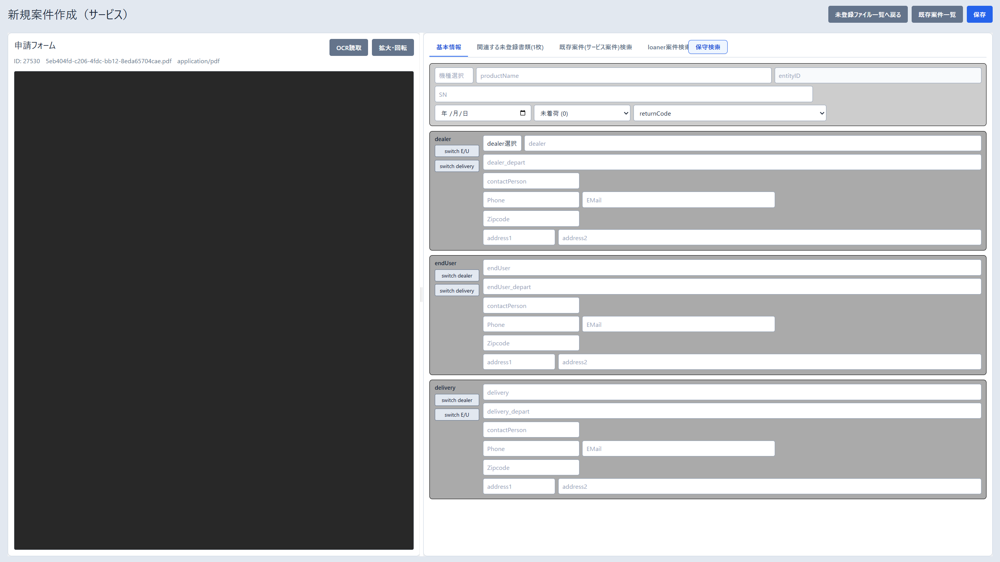 新規案件作成（サービス）
未登録ファイル一覧へ戻る 既存案件一覧 保存
申請フォーム
OCR読取 拡大・回転
ID: 27530 5eb404fd-c206-4fdc-bb12-8eda65704cae.pdf application/pdf
基本情報 関連する未登録書類(1枚) 既存案件(サービス案件)検索 loaner案件検索 保守検索
機種選択 productName entityID
SN
年 /月/日 未着荷 (0) returnCode
dealer
switch E/U
switch delivery
dealer選択 dealer
dealer_depart
contactPerson
Phone EMail
Zipcode
address1 address2
endUser
switch dealer
switch delivery
endUser
endUser_depart
contactPerson
Phone EMail
Zipcode
address1 address2
delivery
switch dealer
switch E/U
delivery
delivery_depart
contactPerson
Phone EMail
Zipcode
address1 address2